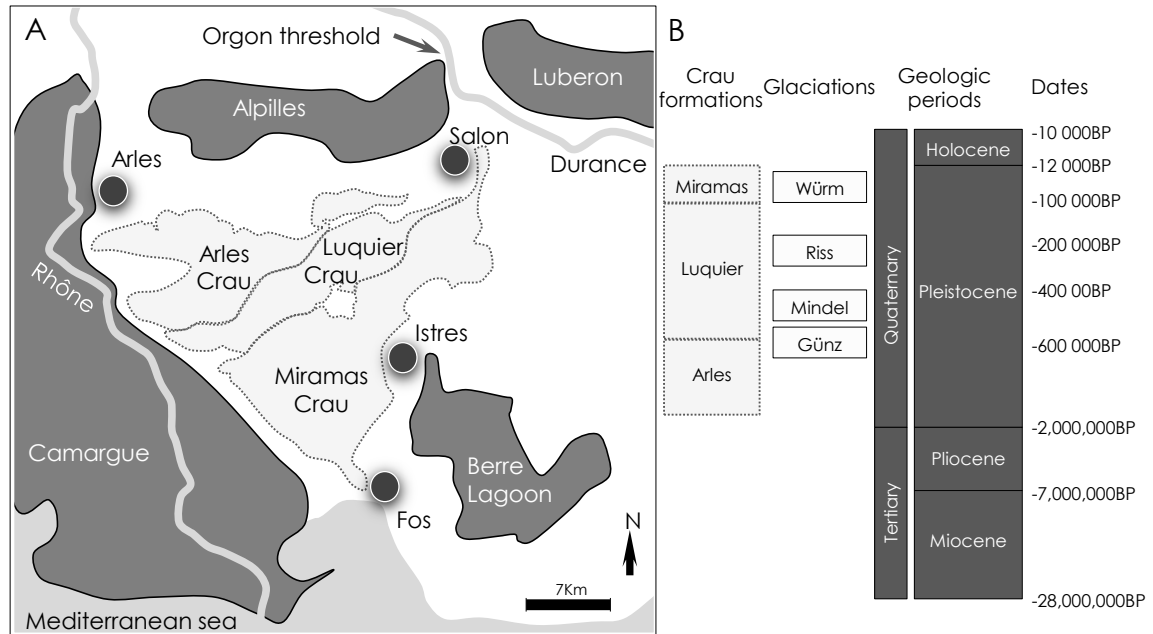 A
Orgon threshold
Luberon
Alpilles
Salon
Durance
Arles
Arles
Crau
Luquier
Crau
Rhône
Istres
Miramas
Crau
Camargue
Berre
Lagoon
Fos
N
7Km
Mediterranean sea
B
Crau
formations
Glaciations
Geologic
periods
Dates
Miramas
Luquier
Arles
Würm
Riss
Mindel
Günz
Quaternary
Tertiary
Holocene
Pleistocene
Pliocene
Miocene
-10 000BP
-12 000BP
-100 000BP
-200 000BP
-400 00BP
-600 000BP
-2,000,000BP
-7,000,000BP
-28,000,000BP